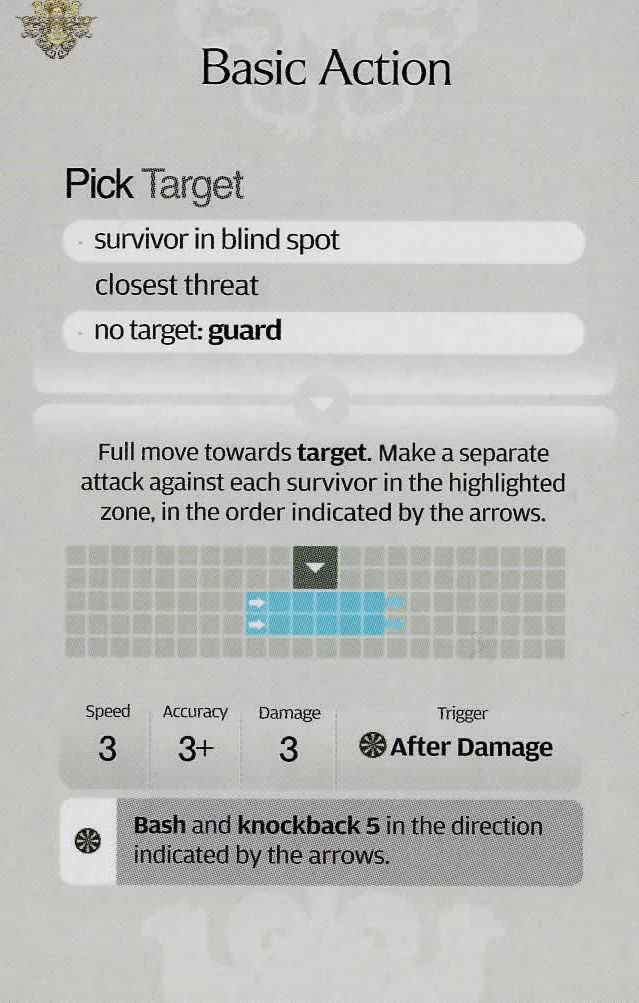 Basic Action
Pick Target
survivor in blind spot
closest threat
no target: guard
Full move towards target. Make a separate
attack against each survivor in the highlighted
zone, in the order indicated by the arrows.
Speed Accuracy Damage Trigger
3 3+ 3 After Damage
Bash and knockback 5 in the direction
indicated by the arrows.